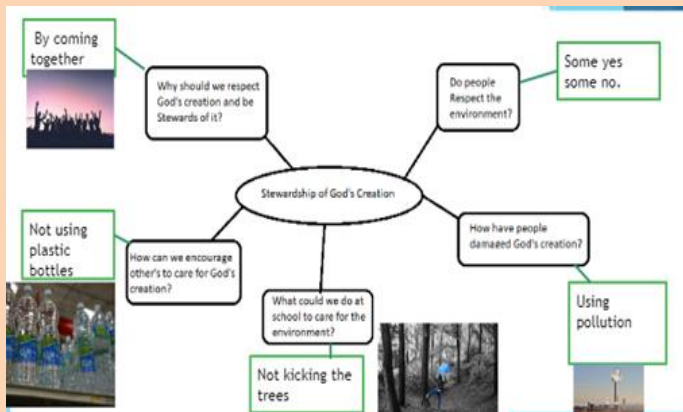 By coming
together
Why should we respect
God's creation and be
Stewards of it?
Do people
Respect the
environment?
Some yes
some no.
Stewardship of God's Creation
Not using
plastic
bottles
How can we encourage
other's to care for God's
creation?
What could we do at
school to care for the
environment?
Not kicking the
trees
How have people
damaged God's creation?
Using
pollution